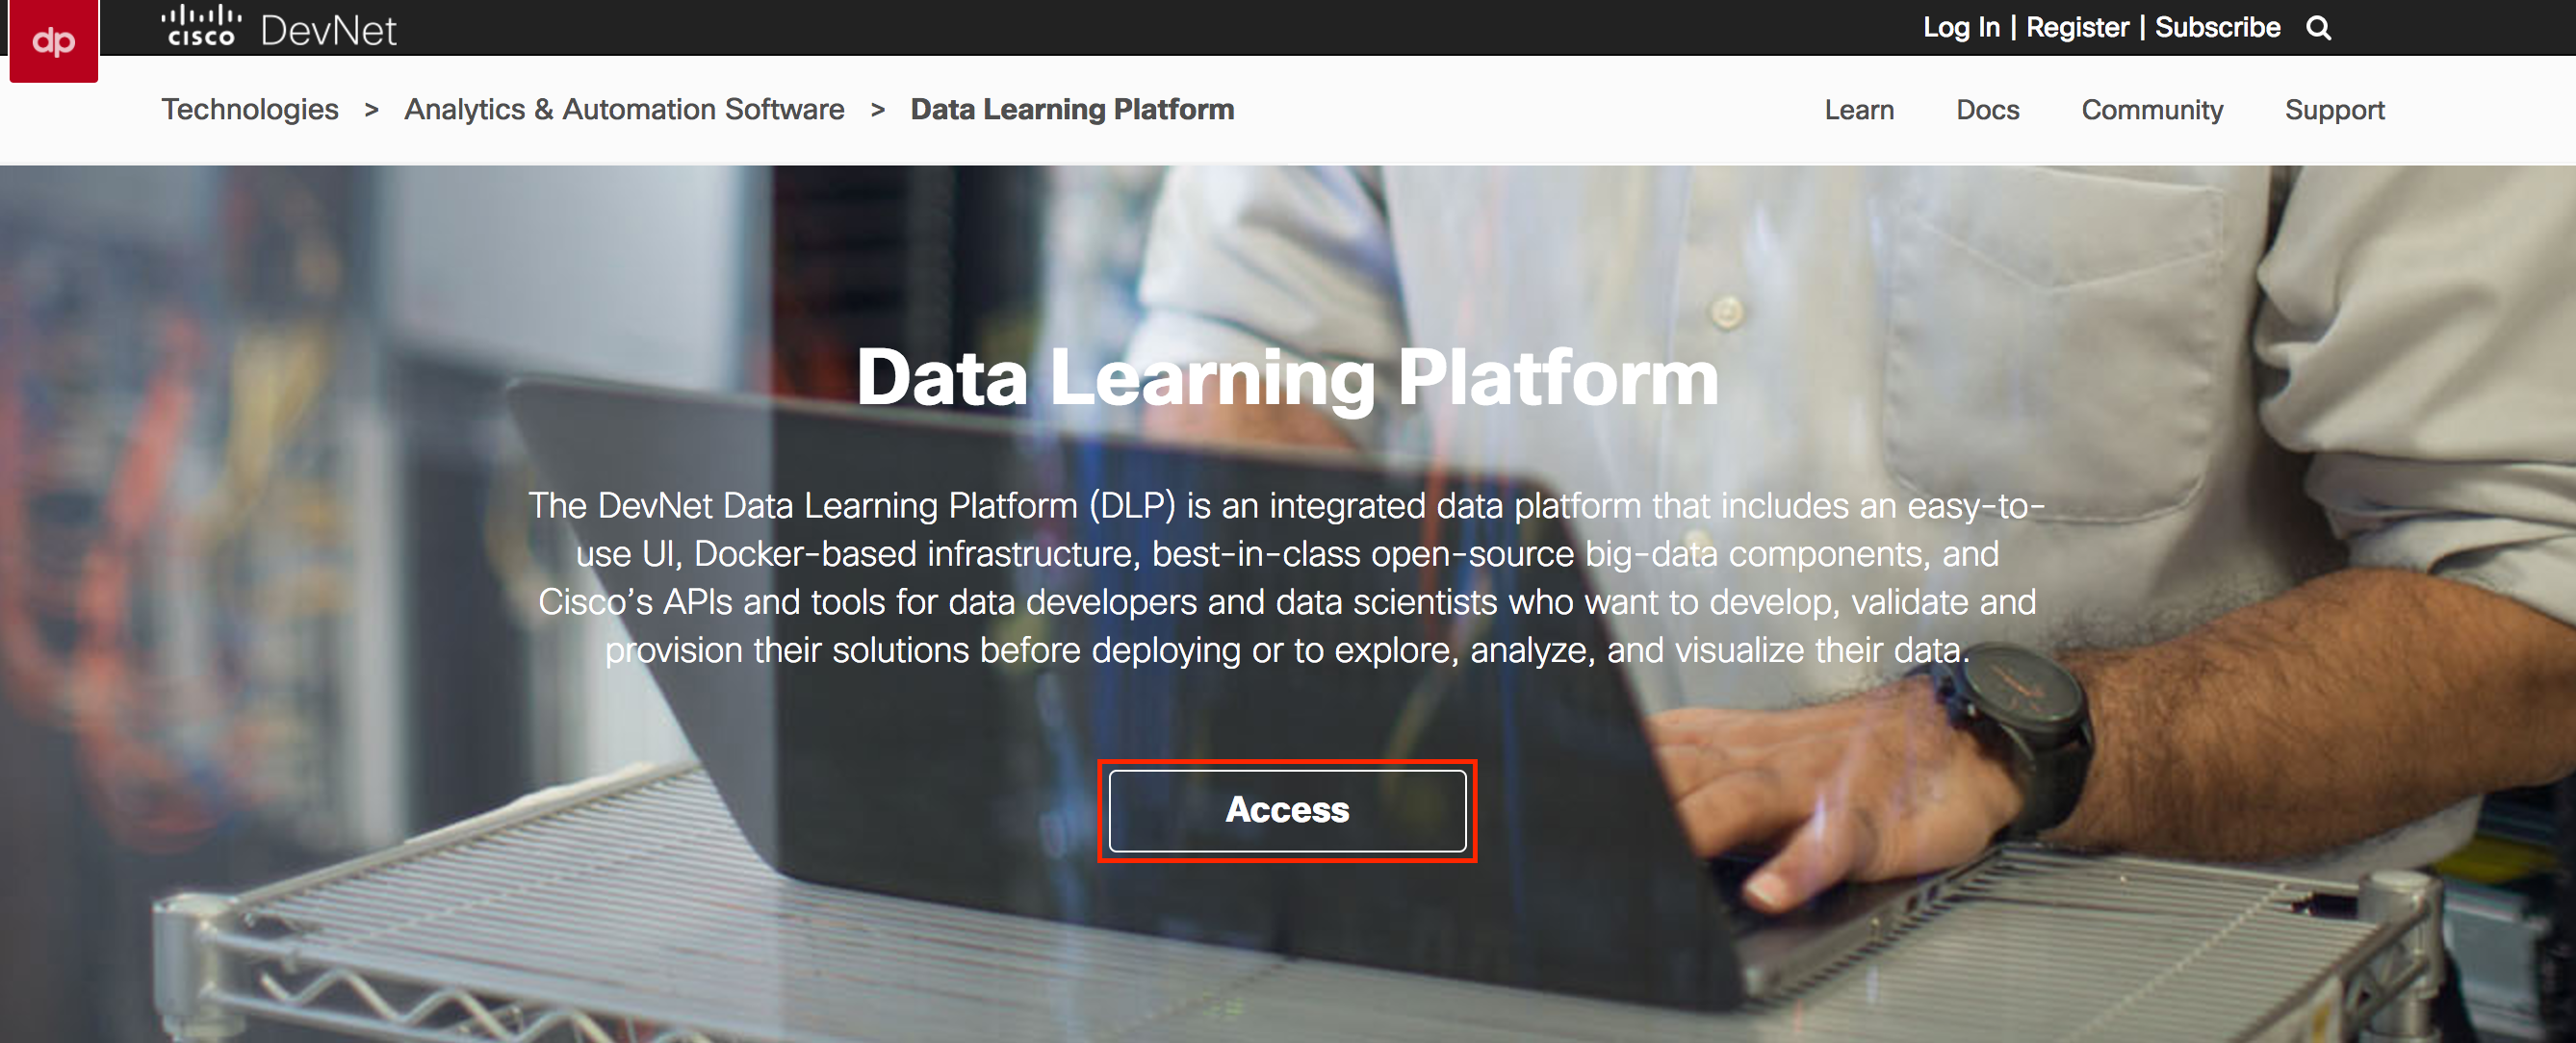 dp
CISCO DevNet
Log In | Register | Subscribe
Technologies > Analytics & Automation Software > Data Learning Platform
Learn Docs Community Support
Data Learning Platform
The DevNet Data Learning Platform (DLP) is an integrated data platform that includes an easy-to-
use UI, Docker-based infrastructure, best-in-class open-source big-data components, and
Cisco's APIs and tools for data developers and data scientists who want to develop, validate and
provision their solutions before deploying or to explore, analyze, and visualize their data.
Access